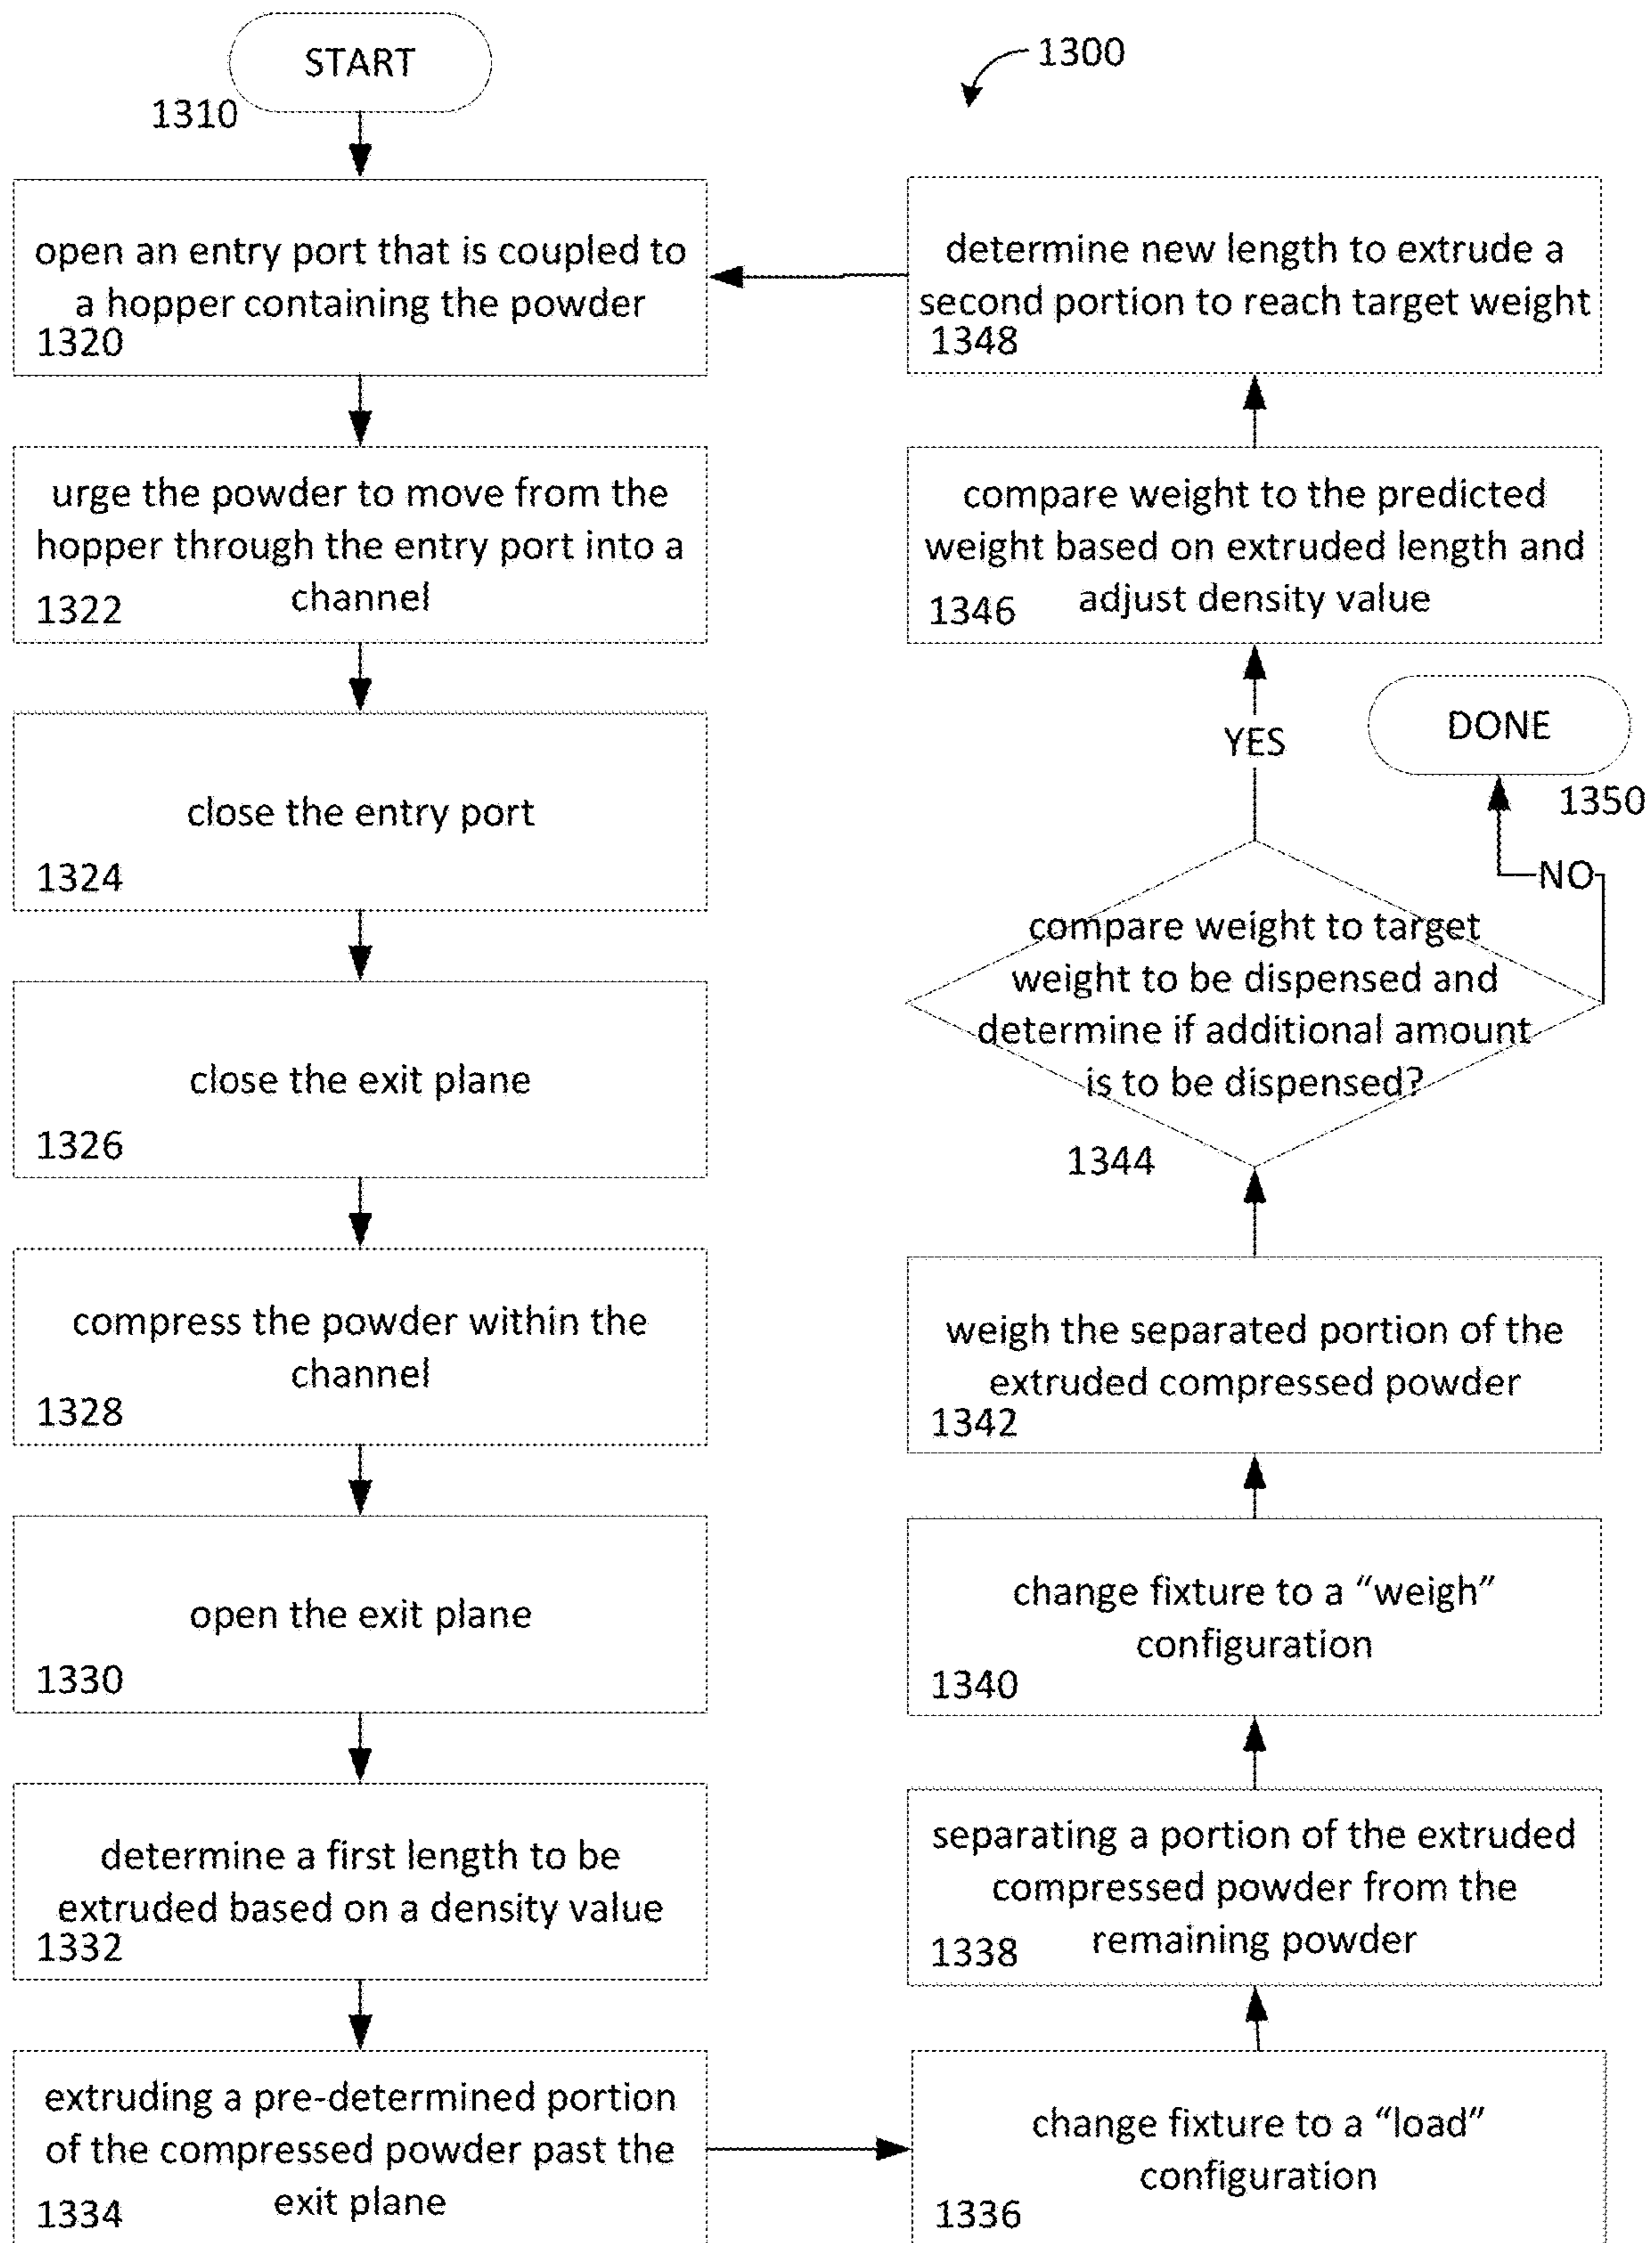 START
1310
1300
open an entry port that is coupled to
a hopper containing the powder
1320
urge the powder to move from the
hopper through the entry port into a
channel
1322
close the entry port
1324
close the exit plane
1326
compress the powder within the
channel
1328
open the exit plane
1330
determine a first length to be
extruded based on a density value
1332
extruding a pre-determined portion
of the compressed powder past the
exit plane
1334
change fixture to a “load”
configuration
1336
separating a portion of the extruded
compressed powder from the
remaining powder
1338
change fixture to a “weigh”
configuration
1340
weigh the separated portion of the
extruded compressed powder
1342
compare weight to target
weight to be dispensed and
determine if additional amount
is to be dispensed?
1344
NO
DONE
1350
YES
compare weight to the predicted
weight based on extruded length and
adjust density value
1346
determine new length to extrude a
second portion to reach target weight
1348